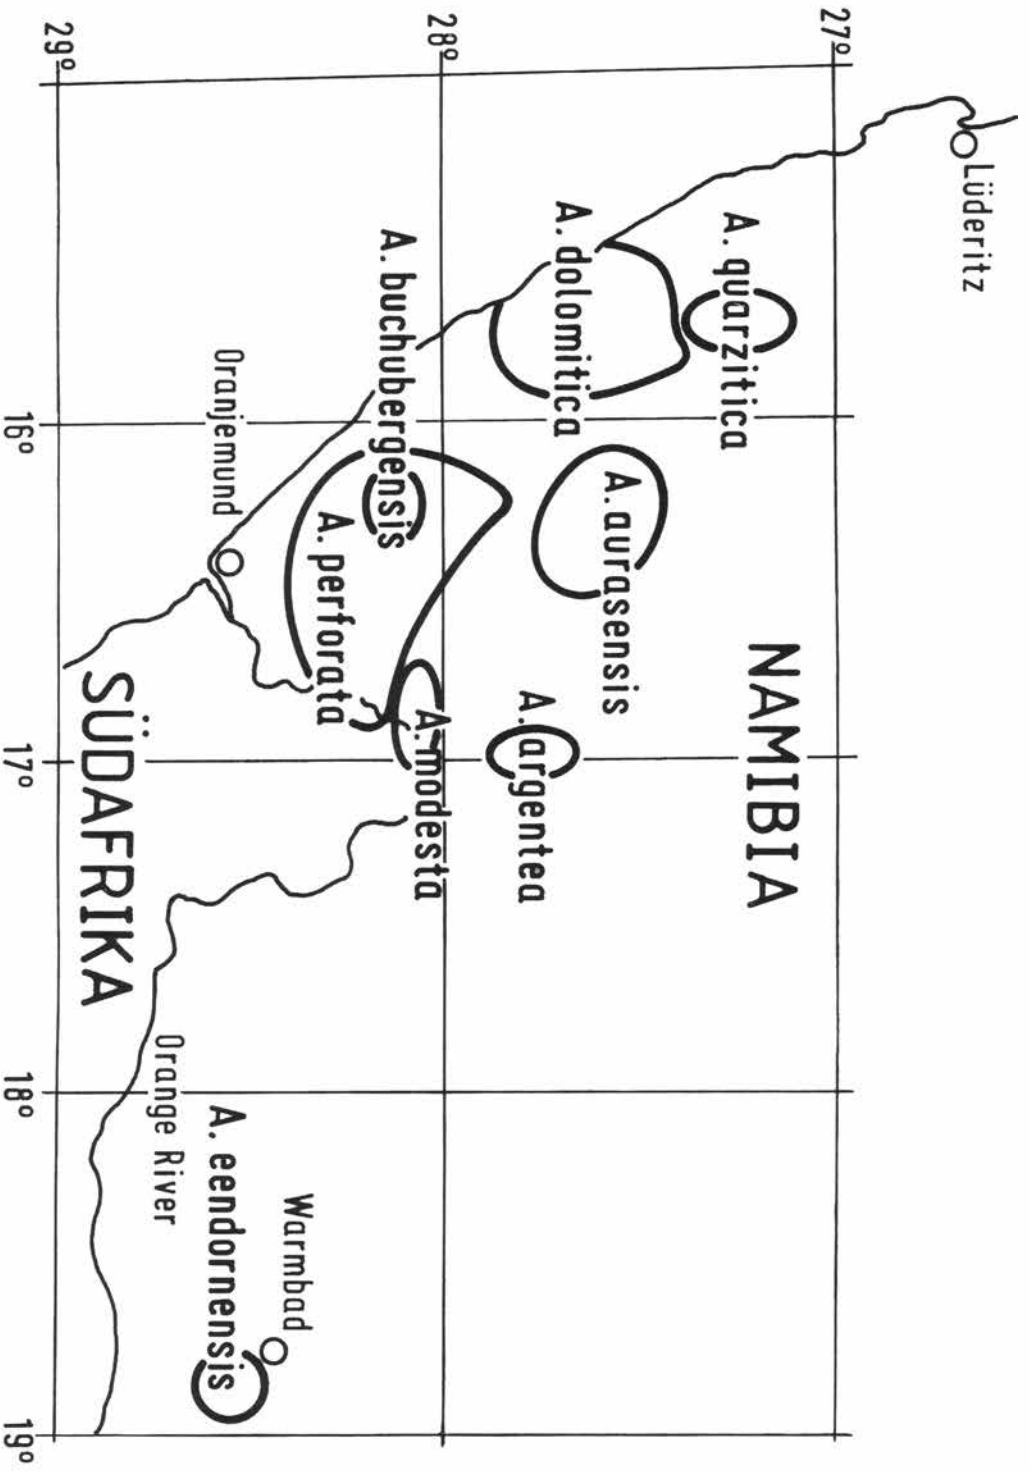 Lüderitz
27°
A. quarzitica
NAMIBIA
A. aurasensis
A. dolomitica
A. argentea
28°
A. modesta
A. buchubergensis
A. perforata
Warmbad
A. eendornensis
Oranjemund
Orange River
SÜDAFRIKA
29°
16°
17°
18°
19°